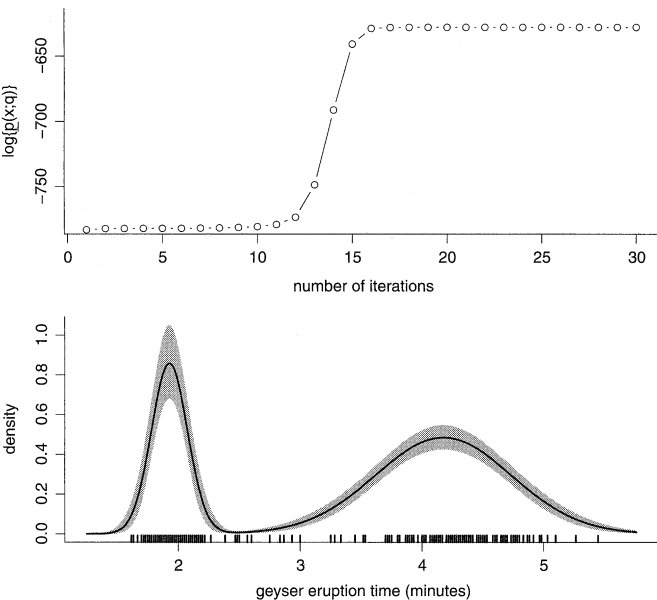 log{p(x;q)}
-650
-700
-750
0 5 10 15 20 25 30
number of iterations
density
1.0
0.8
0.6
0.4
0.2
0.0
2 3 4 5
geyser eruption time (minutes)